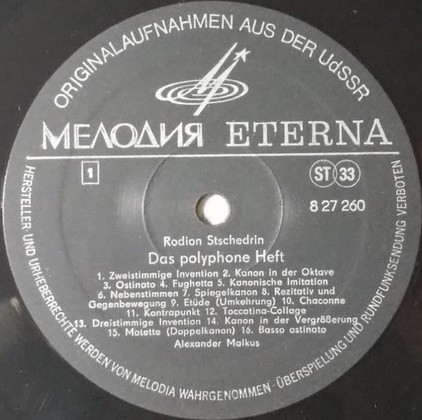 ORIGINALAUFNAHMEN AUS DER UdSSR
МЕЛОДИЯ ETERNA
1
ST 33
8 27 260
Rodion Stschedrin
Das polyphone Heft
1. Zweistimmige Invention 2. Kanon in der Oktave
3. Ostinato 4. Fughetta 5. Kanonische Imitation
6. Nebenstimmen 7. Spiegelkanon 8. Rezitativ und
Gegenbewegung 9. Etüde (Umkehrung) 10. Chaconne
11. Kontrapunkt 12. Toccatina-Collage
13. Dreistimmige Invention 14. Kanon in der Vergrößerung
15. Motette (Doppelkanon) 16. Basso ostinato
Alexander Malkus
HERSTELLER- UND URHEBERRECHTE WERDEN VON MELODIA WAHRGENOMMEN · ÜBERSPIELUNG UND RUNDFUNKSENDUNG VERBOTEN